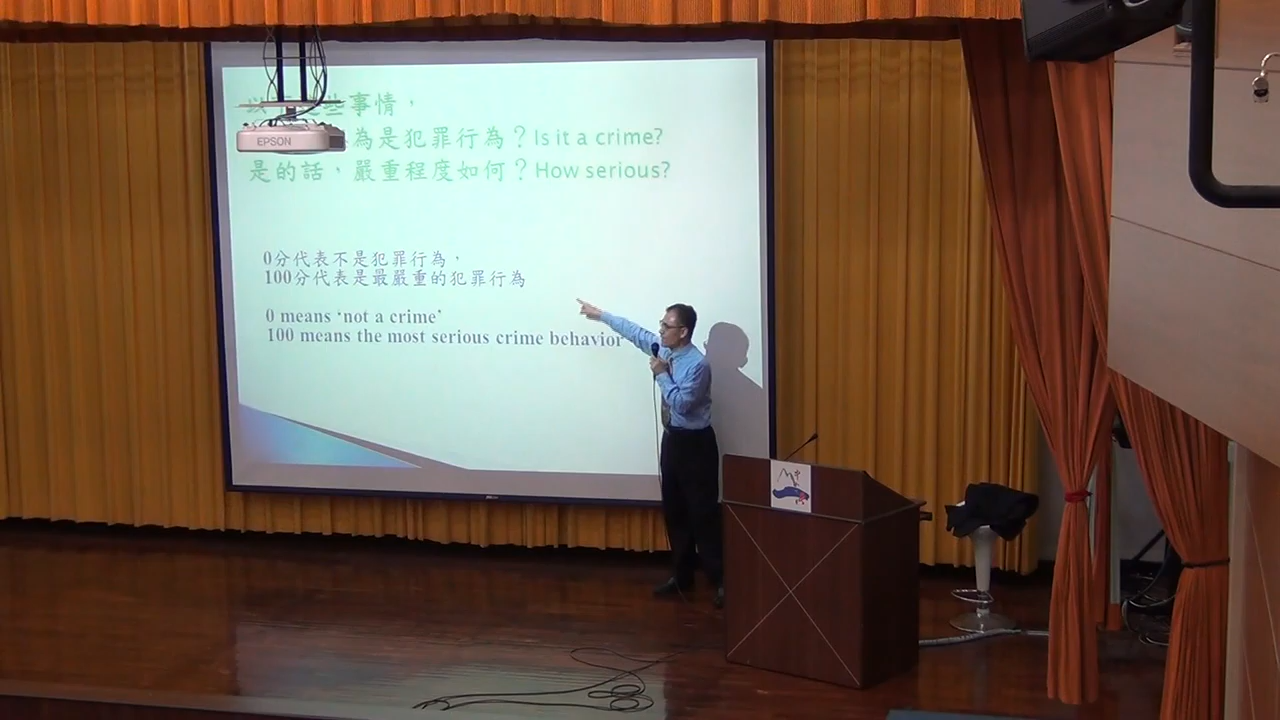 事情，
為是犯罪行為？Is it a crime?
是的話，嚴重程度如何？How serious?
EPSON
0分代表不是犯罪行為，
100分代表是最嚴重的犯罪行為
0 means ‘not a crime’
100 means the most serious crime behavior